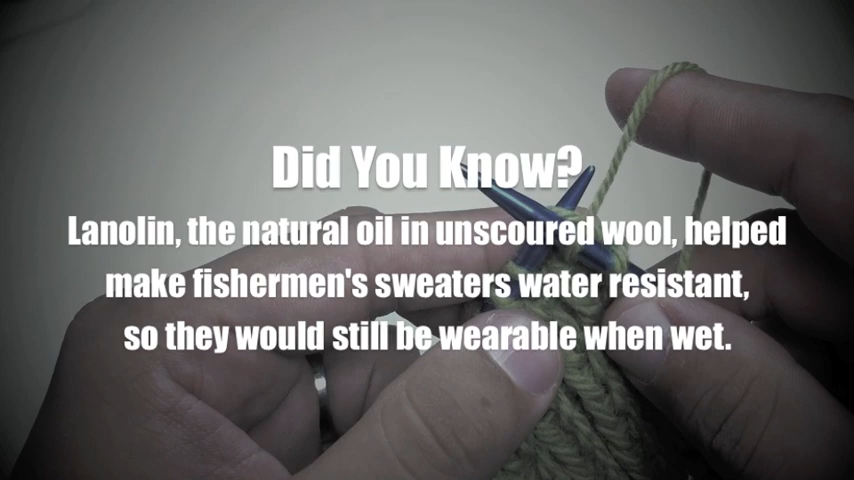 Did You Know?
Lanolin, the natural oil in unscoured wool, helped
make fishermen's sweaters water resistant,
so they would still be wearable when wet.